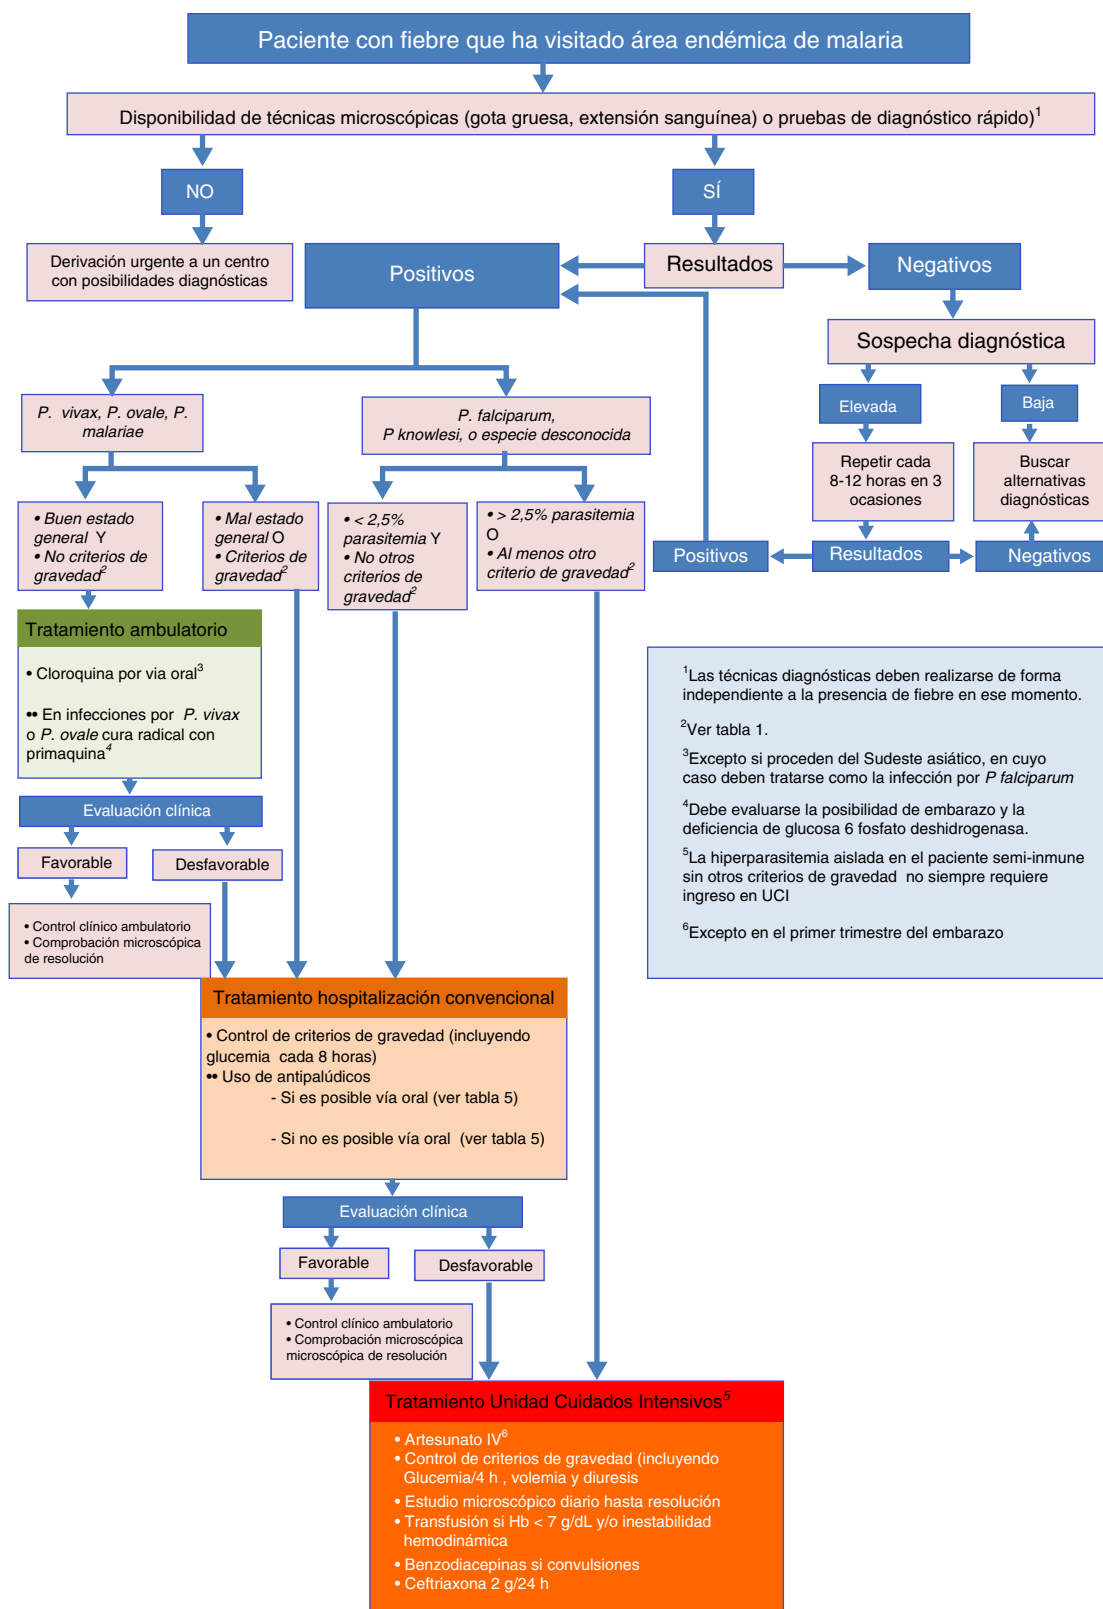 Paciente con fiebre que ha visitado área endémica de malaria
Disponibilidad de técnicas microscópicas (gota gruesa, extensión sanguínea) o pruebas de diagnóstico rápido)1
NO
SÍ
Derivación urgente a un centro
con posibilidades diagnósticas
Positivos
Resultados
Negativos
Sospecha diagnóstica
Elevada
Baja
Repetir cada
8-12 horas en 3
ocasiones
Buscar
alternativas
diagnósticas
Positivos
Resultados
Negativos
P. vivax, P. ovale, P.
malariae
P. falciparum,
P knowlesi, o especie desconocida
• Buen estado
general Y
• No criterios de
gravedad2
• Mal estado
general O
• Criterios de
gravedad2
• < 2,5%
parasitemia Y
• No otros
criterios de
gravedad2
• > 2,5% parasitemia
O
• Al menos otro
criterio de gravedad2
Tratamiento ambulatorio
• Cloroquina por via oral3
•• En infecciones por P. vivax
o P. ovale cura radical con
primaquina4
Evaluación clínica
Favorable
Desfavorable
• Control clínico ambulatorio
• Comprobación microscópica
de resolución
1Las técnicas diagnósticas deben realizarse de forma
independiente a la presencia de fiebre en ese momento.
2Ver tabla 1.
3Excepto si proceden del Sudeste asiático, en cuyo
caso deben tratarse como la infección por P falciparum
4Debe evaluarse la posibilidad de embarazo y la
deficiencia de glucosa 6 fosfato deshidrogenasa.
5La hiperparasitemia aislada en el paciente semi-inmune
sin otros criterios de gravedad no siempre requiere
ingreso en UCI
6Excepto en el primer trimestre del embarazo
Tratamiento hospitalización convencional
• Control de criterios de gravedad (incluyendo
glucemia cada 8 horas)
•• Uso de antipalúdicos
- Si es posible vía oral (ver tabla 5)
- Si no es posible vía oral (ver tabla 5)
Evaluación clínica
Favorable
Desfavorable
• Control clínico ambulatorio
• Comprobación microscópica
microscópica de resolución
Tratamiento Unidad Cuidados Intensivos5
• Artesunato IV6
• Control de criterios de gravedad (incluyendo
Glucemia/4 h , volemia y diuresis
• Estudio microscópico diario hasta resolución
• Transfusión si Hb < 7 g/dL y/o inestabilidad
hemodinámica
• Benzodiacepinas si convulsiones
• Ceftriaxona 2 g/24 h